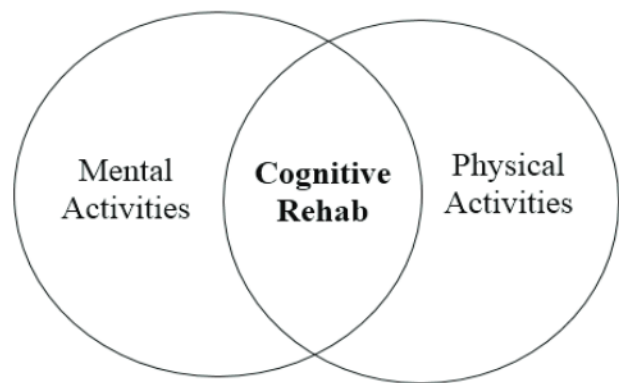 Mental
Activities
Cognitive
Rehab
Physical
Activities